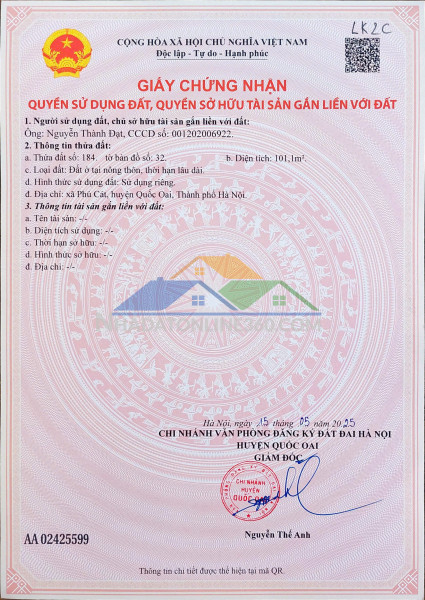 LK2C
CỘNG HÒA XÃ HỘI CHỦ NGHĨA VIỆT NAM
Độc lập - Tự do - Hạnh phúc
GIẤY CHỨNG NHẬN
QUYỀN SỬ DỤNG ĐẤT, QUYỀN SỞ HỮU TÀI SẢN GẮN LIỀN VỚI ĐẤT
1. Người sử dụng đất, chủ sở hữu tài sản gắn liền với đất:
Ông: Nguyễn Thành Đạt, CCCD số: 001202006922.
2. Thông tin thửa đất:
a. Thửa đất số: 184. tờ bản đồ số: 32. b. Diện tích: 101,1m².
c. Loại đất: Đất ở tại nông thôn, thời hạn lâu dài.
d. Hình thức sử dụng đất: Sử dụng riêng.
đ. Địa chỉ: xã Phú Cát, huyện Quốc Oai, Thành phố Hà Nội.
3. Thông tin tài sản gắn liền với đất:
a. Tên tài sản: -/-
b. Diện tích sử dụng: -/-
c. Thời hạn sở hữu: -/-
d. Hình thức sở hữu: -/-
đ. Địa chỉ: -/-
NHADATONLINE360.COM
Hà Nội, ngày 15 tháng 05 năm 2025
CHI NHÁNH VĂN PHÒNG ĐĂNG KÝ ĐẤT ĐAI HÀ NỘI
HUYỆN QUỐC OAI
GIÁM ĐỐC
CHI NHÁNH
HUYỆN
QUỐC OAI
Nguyễn Thế Anh
AA 02425599
Thông tin chi tiết được thể hiện tại mã QR.